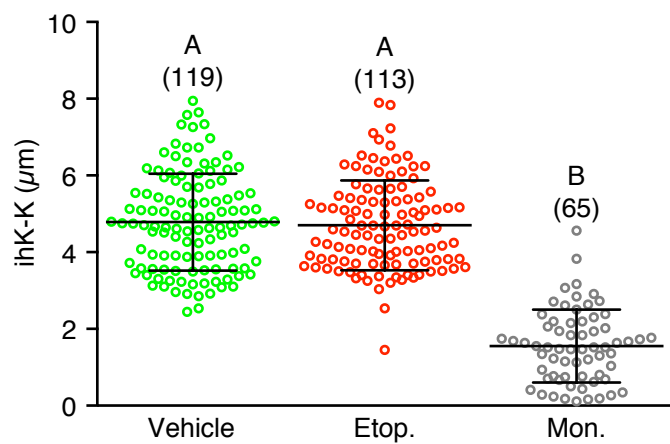 10
8
6
4
2
0
ihK-K (µm)
A
(119)
A
(113)
B
(65)
Vehicle
Etop.
Mon.